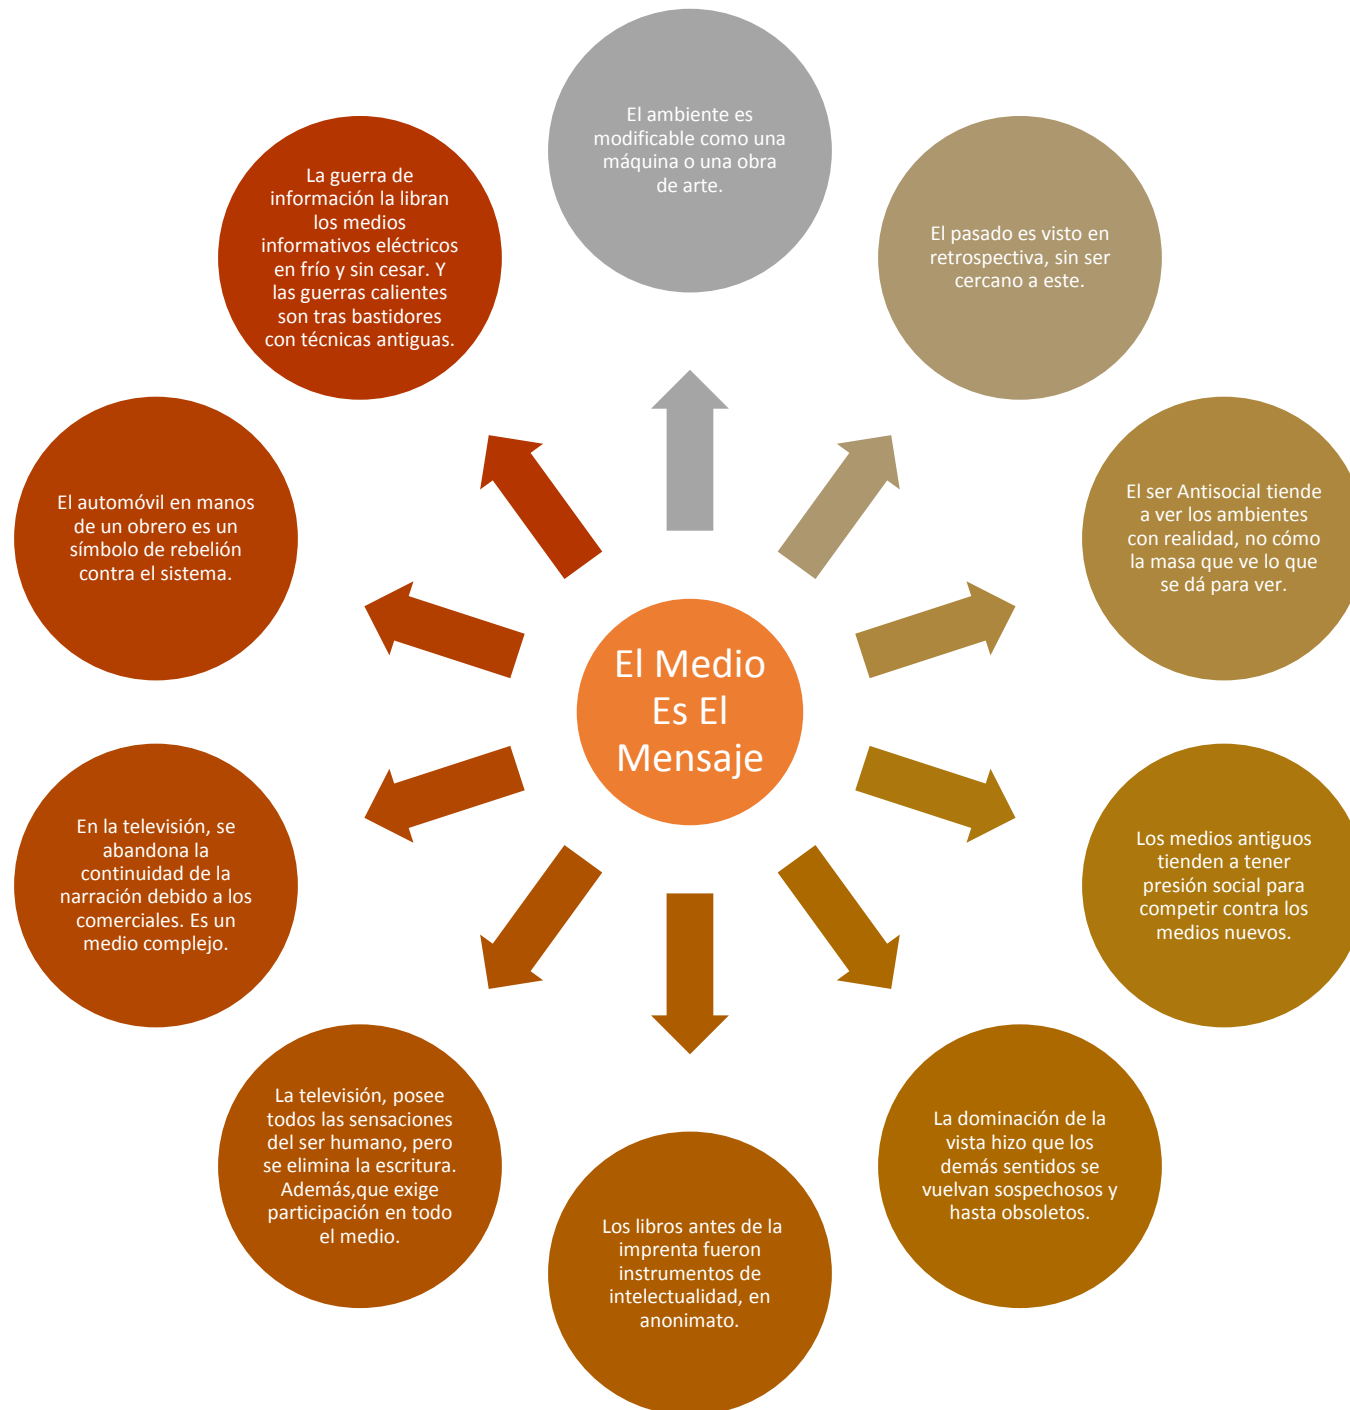 El Medio
Es El
Mensaje
El ambiente es
modificable como una
máquina o una obra
de arte.
El pasado es visto en
retrospectiva, sin ser
cercano a este.
El ser Antisocial tiende
a ver los ambientes
con realidad, no cómo
la masa que ve lo que
se dá para ver.
Los medios antiguos
tienden a tener
presión social para
competir contra los
medios nuevos.
La dominación de la
vista hizo que los
demás sentidos se
vuelvan sospechosos y
hasta obsoletos.
Los libros antes de la
imprenta fueron
instrumentos de
intelectualidad, en
anonimato.
La televisión, posee
todos las sensaciones
del ser humano, pero
se elimina la escritura.
Además,que exige
participación en todo
el medio.
En la televisión, se
abandona la
continuidad de la
narración debido a los
comerciales. Es un
medio complejo.
El automóvil en manos
de un obrero es un
símbolo de rebelión
contra el sistema.
La guerra de
información la libran
los medios
informativos eléctricos
en frío y sin cesar. Y
las guerras calientes
son tras bastidores
con técnicas antiguas.